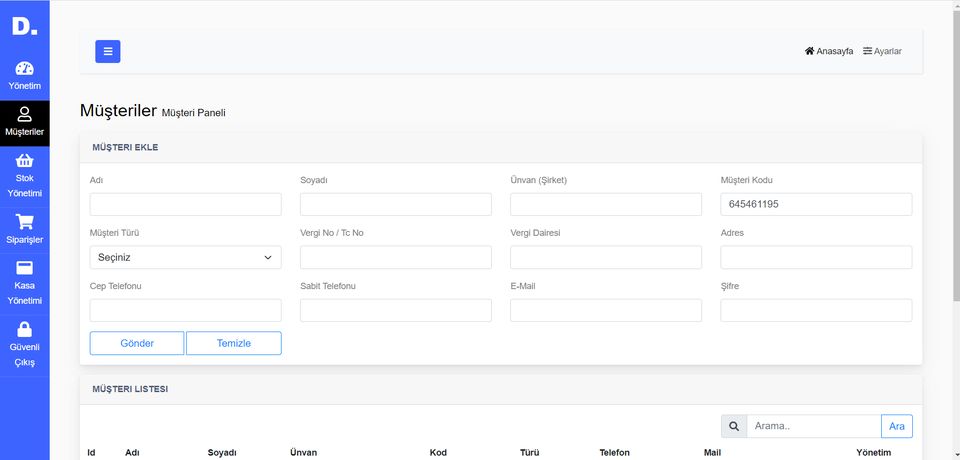 D.
Yönetim
Müşteriler
Stok
Yönetimi
Siparişler
Kasa
Yönetimi
Güvenli
Çıkış
Anasayfa Ayarlar
Müşteriler Müşteri Paneli
MÜŞTERI EKLE
Adı Soyadı Ünvan (Şirket) Müşteri Kodu
645461195
Müşteri Türü Vergi No / Tc No Vergi Dairesi Adres
Seçiniz
Cep Telefonu Sabit Telefonu E-Mail Şifre
Gönder Temizle
MÜŞTERI LISTESI
Arama.. Ara
Id Adı Soyadı Ünvan Kod Türü Telefon Mail Yönetim